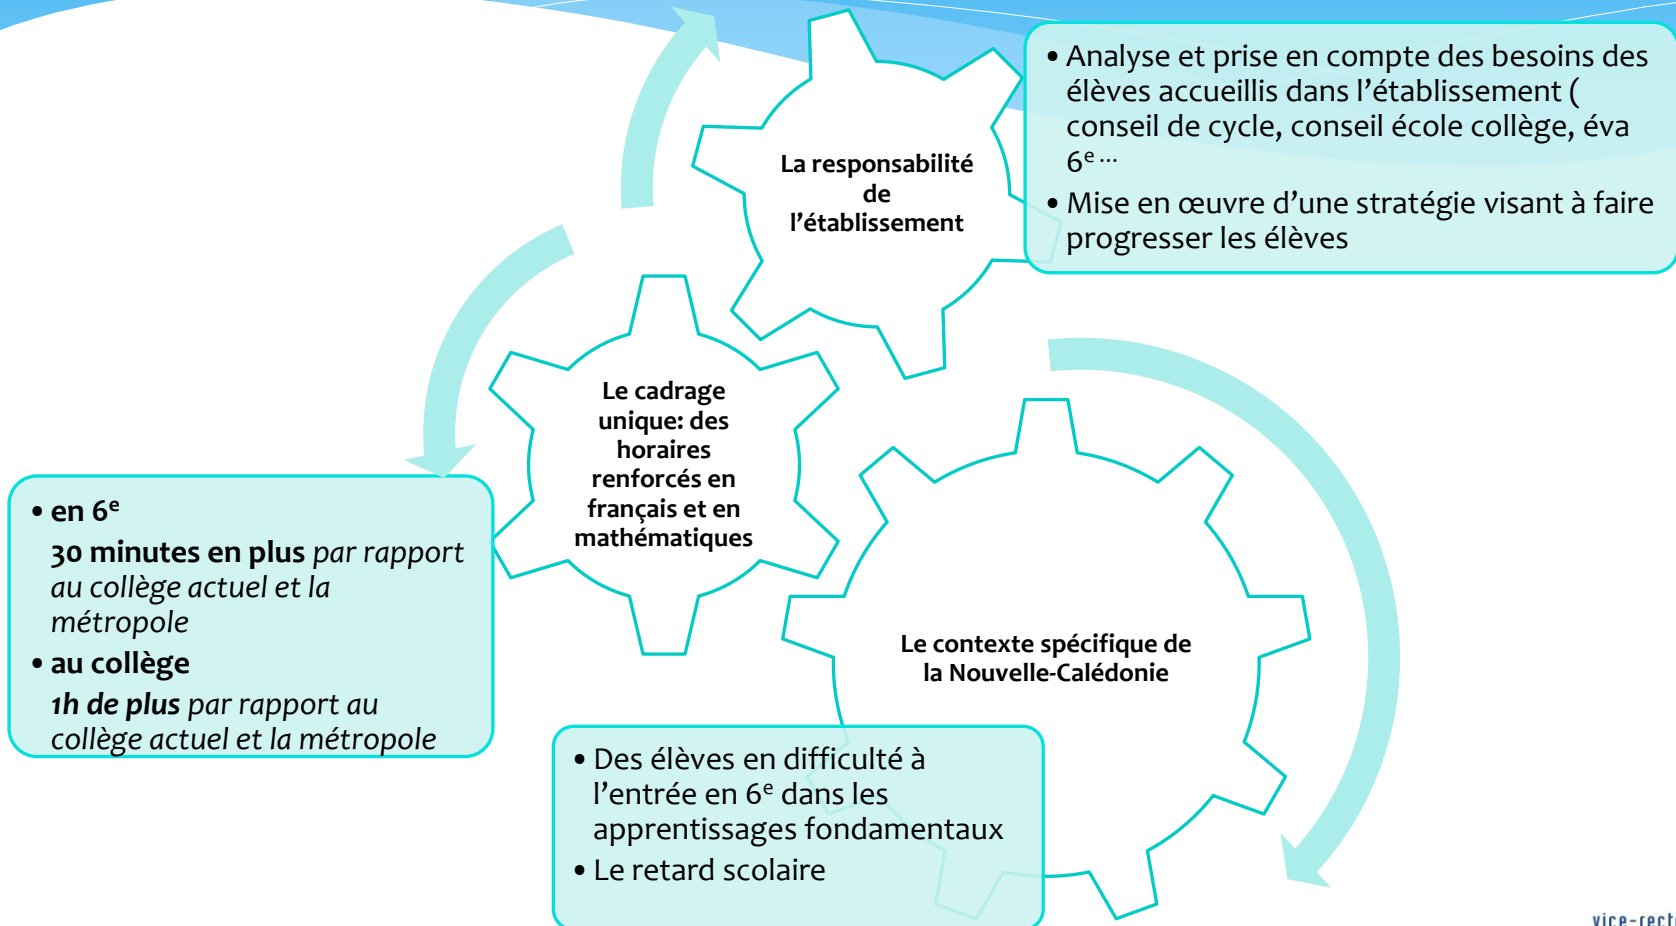 • Analyse et prise en compte des besoins des
élèves accueillis dans l’établissement (
conseil de cycle, conseil école collège, éva
6e …
• Mise en œuvre d’une stratégie visant à faire
progresser les élèves
La responsabilité
de
l’établissement
Le cadrage
unique: des
horaires
renforcés en
français et en
mathématiques
• en 6e
30 minutes en plus par rapport
au collège actuel et la
métropole
• au collège
1h de plus par rapport au
collège actuel et la métropole
Le contexte spécifique de
la Nouvelle-Calédonie
• Des élèves en difficulté à
l’entrée en 6e dans les
apprentissages fondamentaux
• Le retard scolaire